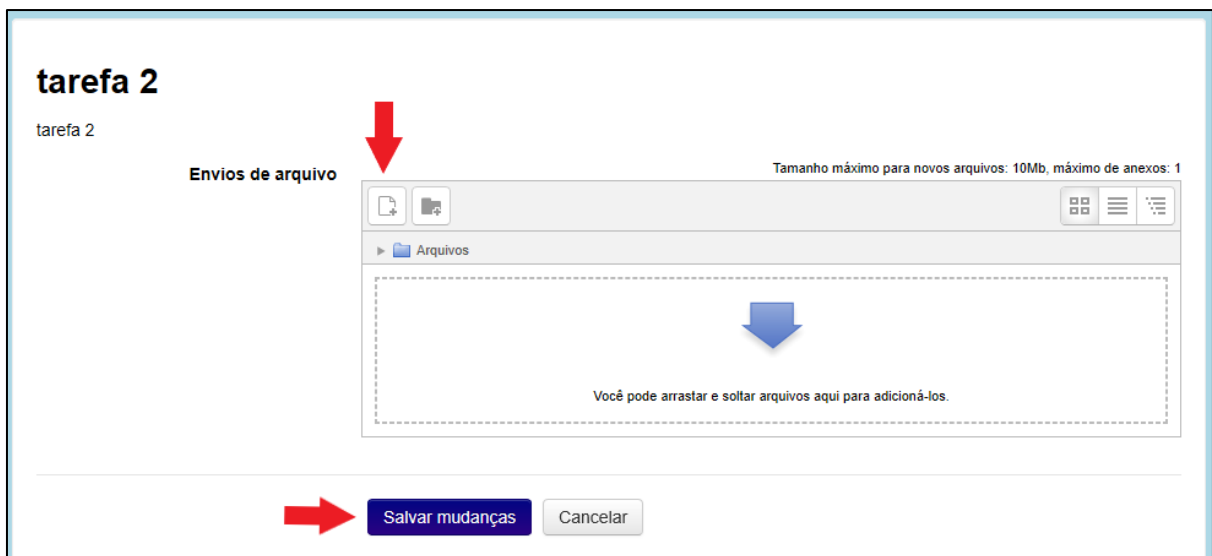 tarefa 2
tarefa 2
Envios de arquivo
Tamanho máximo para novos arquivos: 10Mb, máximo de anexos: 1
Arquivos
Você pode arrastar e soltar arquivos aqui para adicioná-los.
Salvar mudanças
Cancelar